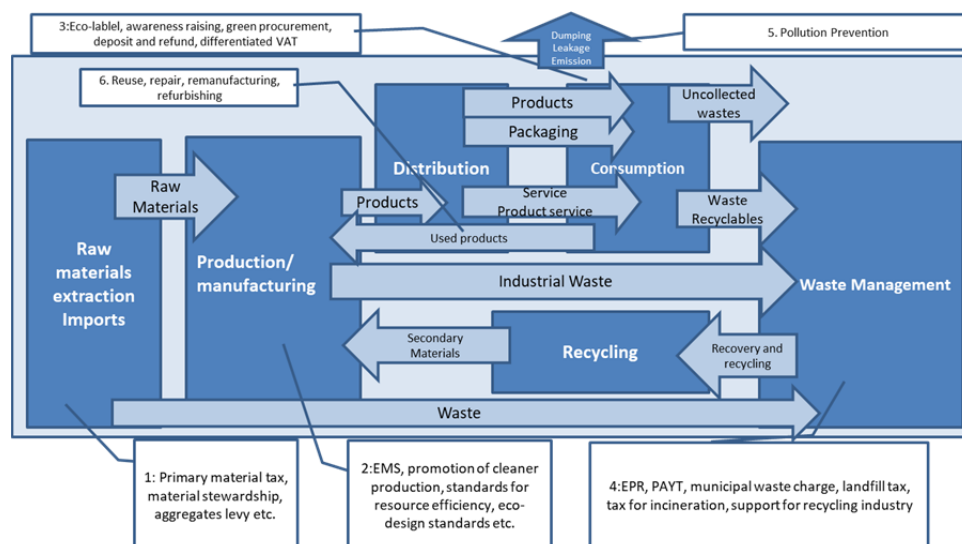 3:Eco-lablel, awareness raising, green procurement,
deposit and refund, differentiated VAT
Dumping
Leakage
Emission
5. Pollution Prevention
6. Reuse, repair, remanufacturing,
refurbishing
Products
Packaging
Uncollected
wastes
Distribution
Consumption
Raw
Materials
Products
Service
Product service
Waste
Recyclables
Used products
Raw
materials
extraction
Imports
Production/
manufacturing
Industrial Waste
Waste Management
Secondary
Materials
Recycling
Recovery and
recycling
Waste
1: Primary material tax,
material stewardship,
aggregates levy etc.
2:EMS, promotion of cleaner
production, standards for
resource efficiency, eco-
design standards etc.
4:EPR, PAYT, municipal waste charge, landfill tax,
tax for incineration, support for recycling industry